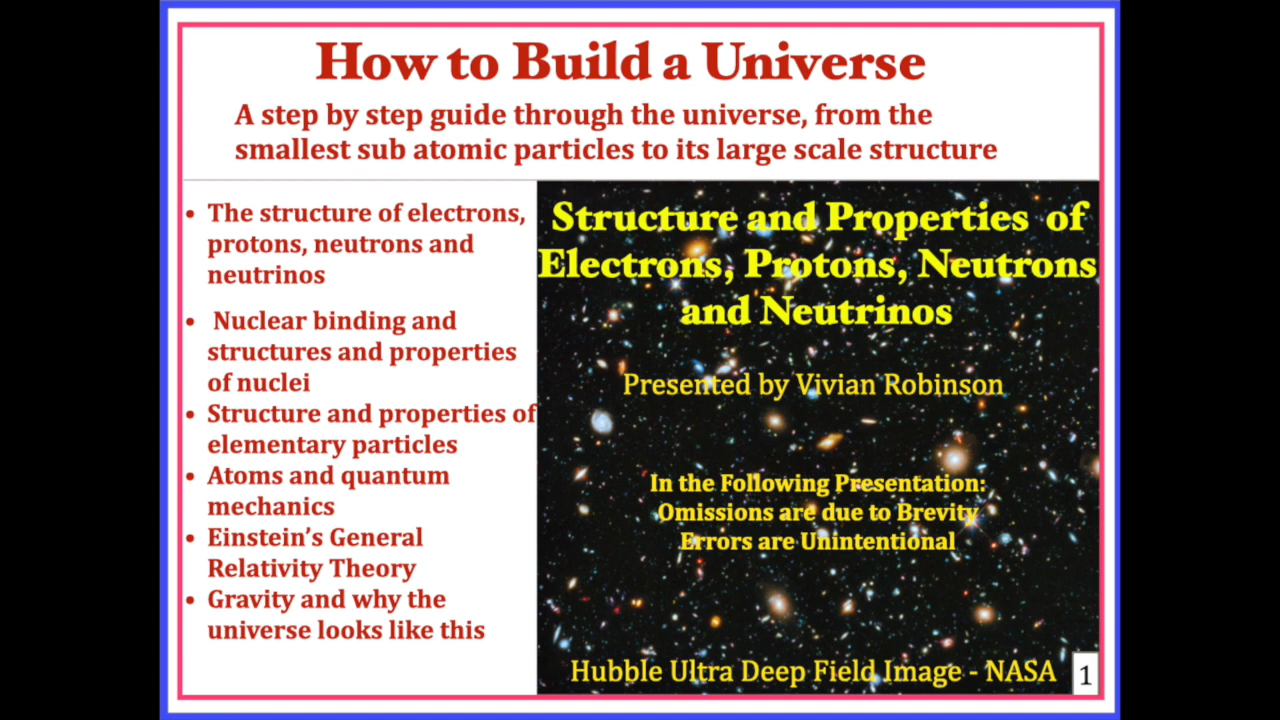 How to Build a Universe
A step by step guide through the universe, from the
smallest sub atomic particles to its large scale structure
• The structure of electrons,
protons, neutrons and
neutrinos
• Nuclear binding and
structures and properties
of nuclei
• Structure and properties of
elementary particles
• Atoms and quantum
mechanics
• Einstein’s General
Relativity Theory
• Gravity and why the
universe looks like this
Structure and Properties of
Electrons, Protons, Neutrons
and Neutrinos
Presented by Vivian Robinson
In the Following Presentation:
Omissions are due to Brevity
Errors are Unintentional
Hubble Ultra Deep Field Image - NASA
1